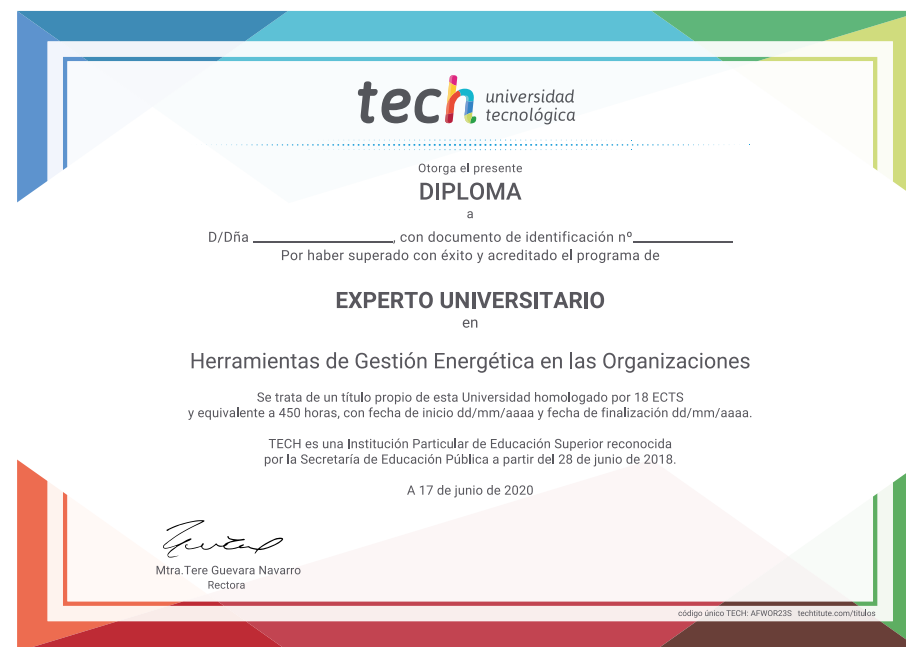 tech universidad
tecnológica
Otorga el presente
DIPLOMA
a
D/Dña ____________________, con documento de identificación nº______________
Por haber superado con éxito y acreditado el programa de
EXPERTO UNIVERSITARIO
en
Herramientas de Gestión Energética en las Organizaciones
Se trata de un título propio de esta Universidad homologado por 18 ECTS
y equivalente a 450 horas, con fecha de inicio dd/mm/aaaa y fecha de finalización dd/mm/aaaa.
TECH es una Institución Particular de Educación Superior reconocida
por la Secretaría de Educación Pública a partir del 28 de junio de 2018.
A 17 de junio de 2020
Mtra.Tere Guevara Navarro
Rectora
código único TECH: AFWOR23S techtitute.com/titulos